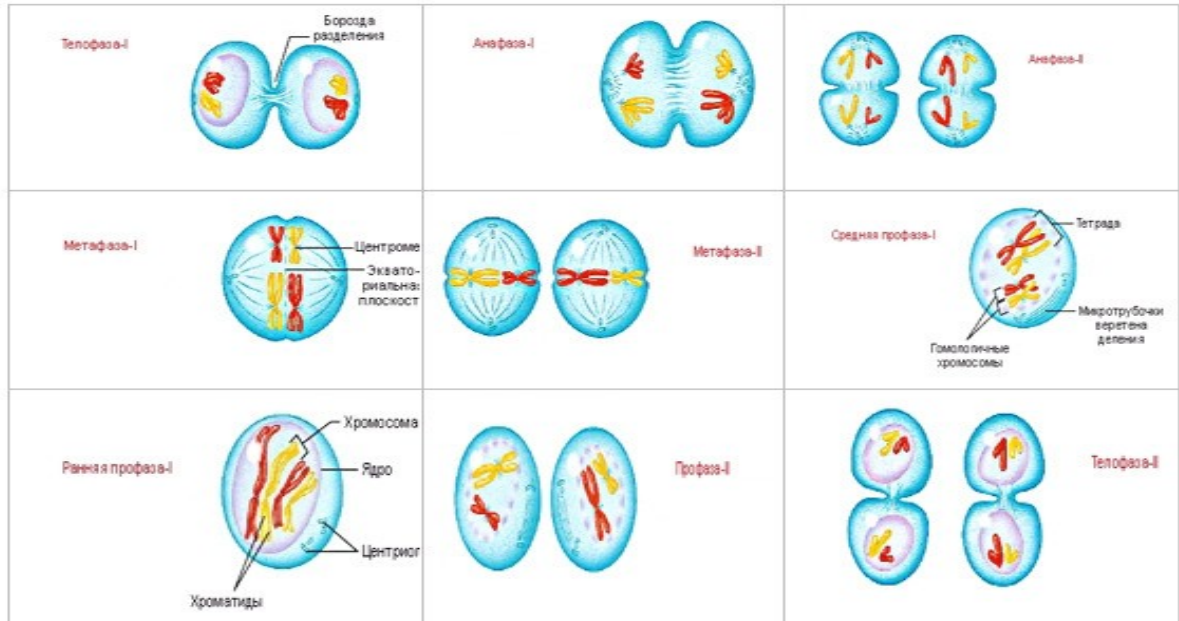 Телофаза-I
Борозда
разделения
Анафаза-I
Анафаза-II
Метафаза-I
Центроме
Эквато-
риальна
плоскост
Метафаза-II
Средняя профаза-I
Тетрада
Микротрубочки
веретена
деления
Гомологичные
хромосомы
Ранняя профаза-I
Хромосома
Ядро
Центриол
Хроматиды
Профаза-II
Телофаза-II